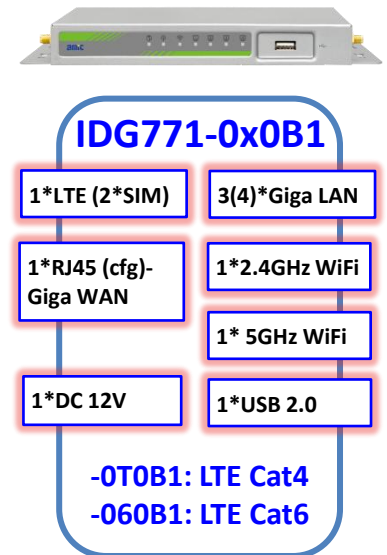 IDG771-0x0B1
1*LTE (2*SIM)
3(4)*Giga LAN
1*RJ45 (cfg)-
Giga WAN
1*2.4GHz WiFi
1* 5GHz WiFi
1*DC 12V
1*USB 2.0
-0T0B1: LTE Cat4
-060B1: LTE Cat6